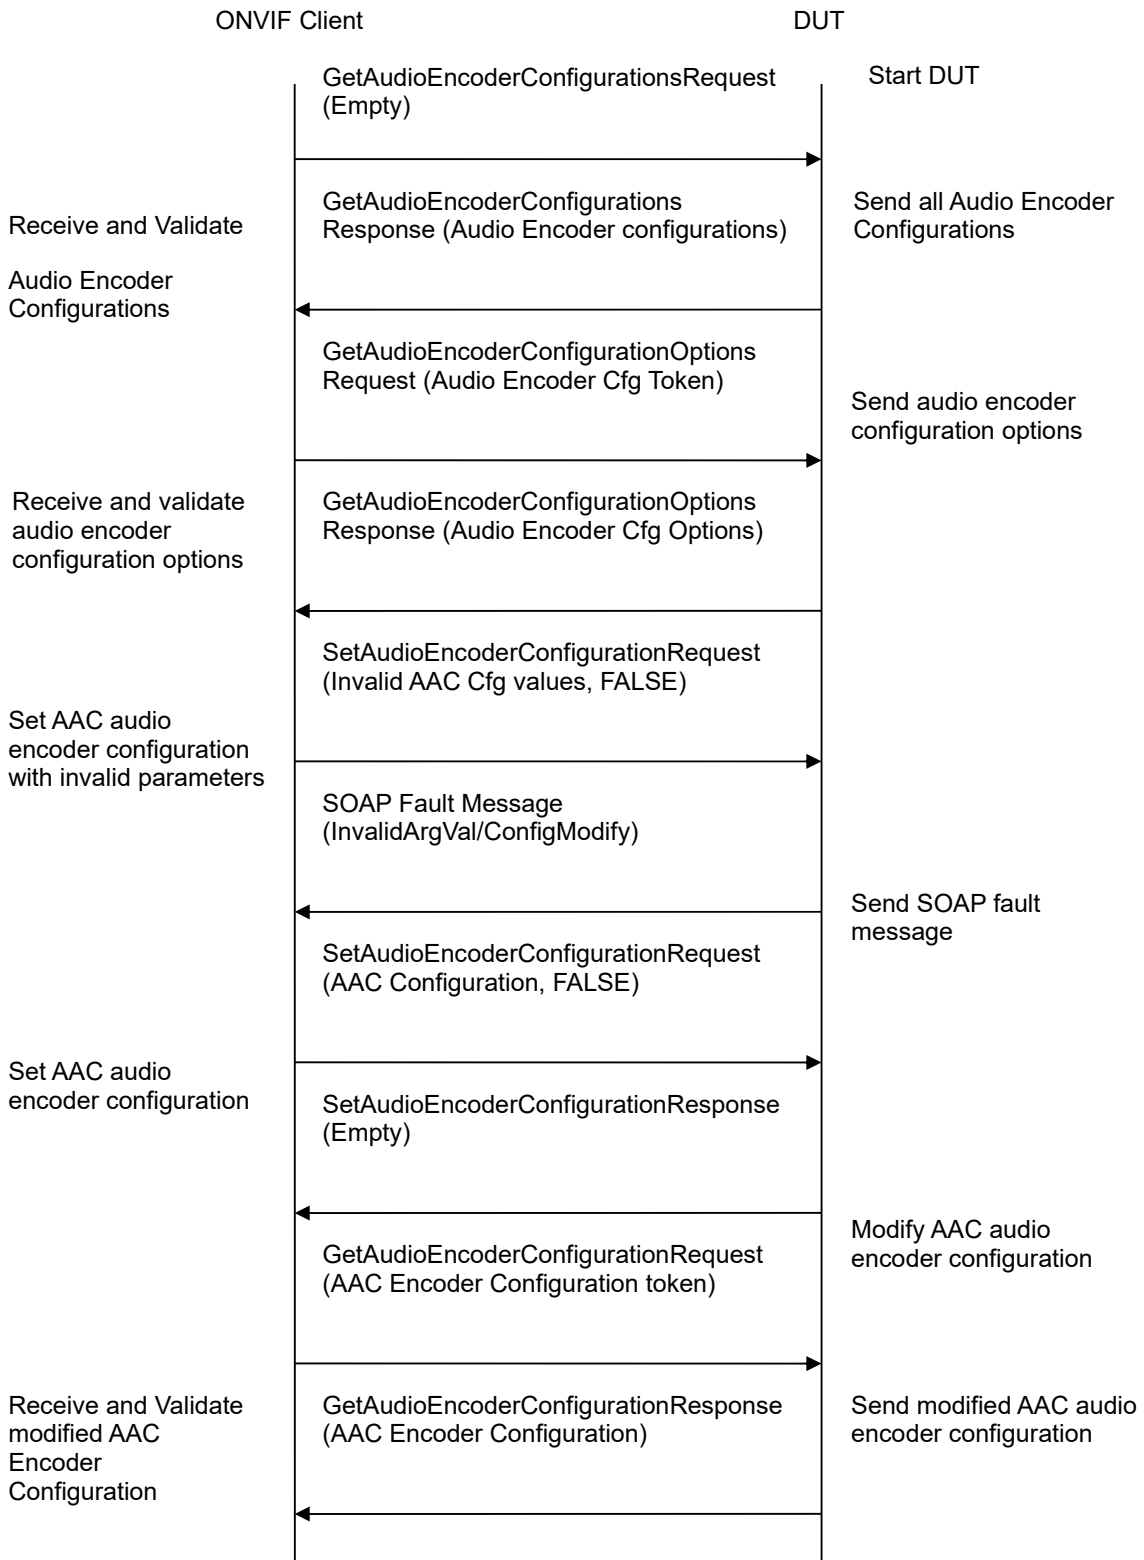 ONVIF Client
DUT
GetAudioEncoderConfigurationsRequest
(Empty)
Start DUT
Receive and Validate
Audio Encoder
Configurations
GetAudioEncoderConfigurations
Response (Audio Encoder configurations)
Send all Audio Encoder
Configurations
GetAudioEncoderConfigurationOptions
Request (Audio Encoder Cfg Token)
Send audio encoder
configuration options
Receive and validate
audio encoder
configuration options
GetAudioEncoderConfigurationOptions
Response (Audio Encoder Cfg Options)
SetAudioEncoderConfigurationRequest
(Invalid AAC Cfg values, FALSE)
Set AAC audio
encoder configuration
with invalid parameters
SOAP Fault Message
(InvalidArgVal/ConfigModify)
Send SOAP fault
message
SetAudioEncoderConfigurationRequest
(AAC Configuration, FALSE)
Set AAC audio
encoder configuration
SetAudioEncoderConfigurationResponse
(Empty)
Modify AAC audio
encoder configuration
GetAudioEncoderConfigurationRequest
(AAC Encoder Configuration token)
Receive and Validate
modified AAC
Encoder
Configuration
GetAudioEncoderConfigurationResponse
(AAC Encoder Configuration)
Send modified AAC audio
encoder configuration